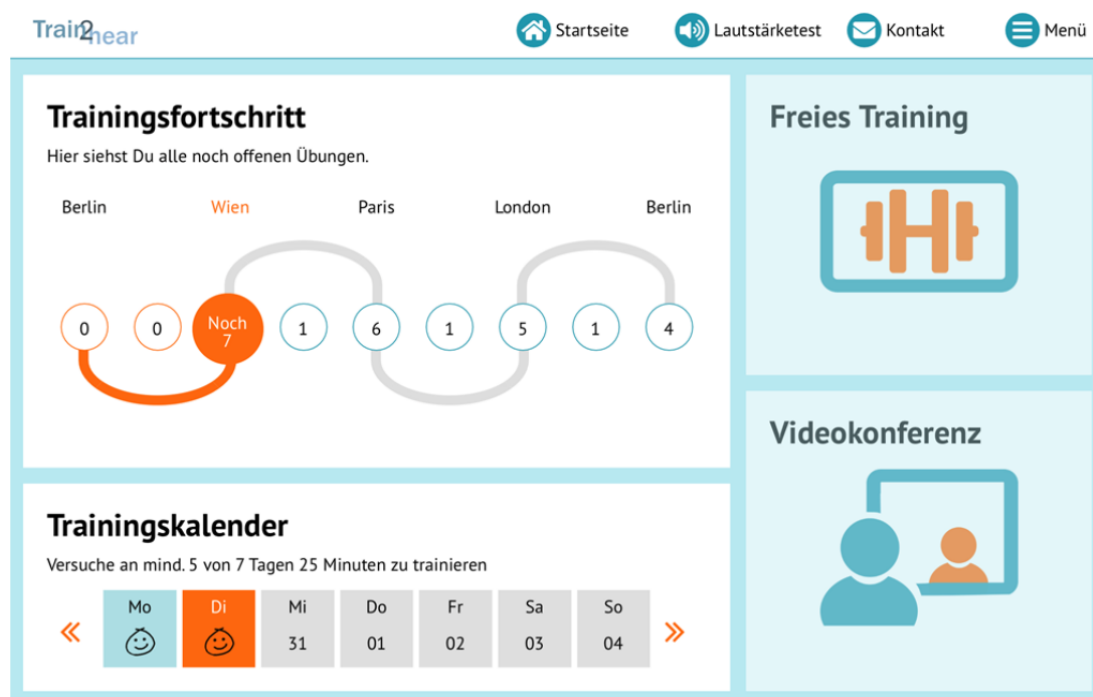 Train2hear
Startseite
Lautstärketest
Kontakt
Menü
Trainingsfortschritt
Hier siehst Du alle noch offenen Übungen.
Berlin Wien Paris London Berlin
0 0 Noch 7 1 6 1 5 1 4
Freies Training
Videokonferenz
Trainingskalender
Versuche an mind. 5 von 7 Tagen 25 Minuten zu trainieren
Mo Di Mi Do Fr Sa So
31 01 02 03 04